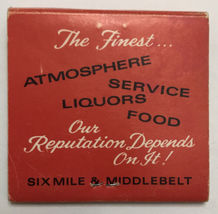 The Finest...
ATMOSPHERE
SERVICE
LIQUORS
FOOD
Our
Reputation Depends
On It!
SIX MILE & MIDDLEBELT